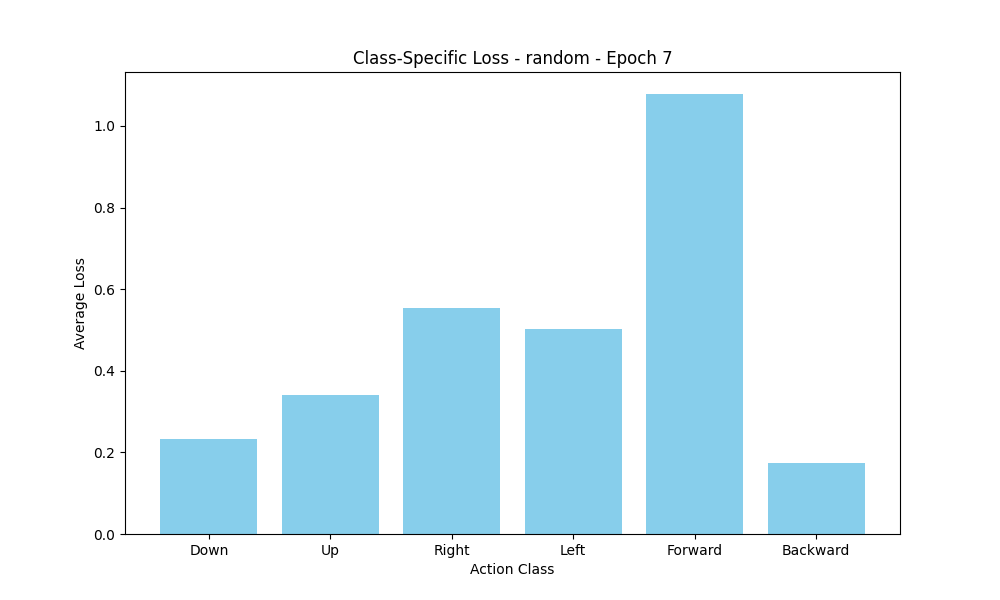 Class-Specific Loss - random - Epoch 7
Average Loss
1.0
0.8
0.6
0.4
0.2
0.0
Down Up Right Left Forward Backward
Action Class